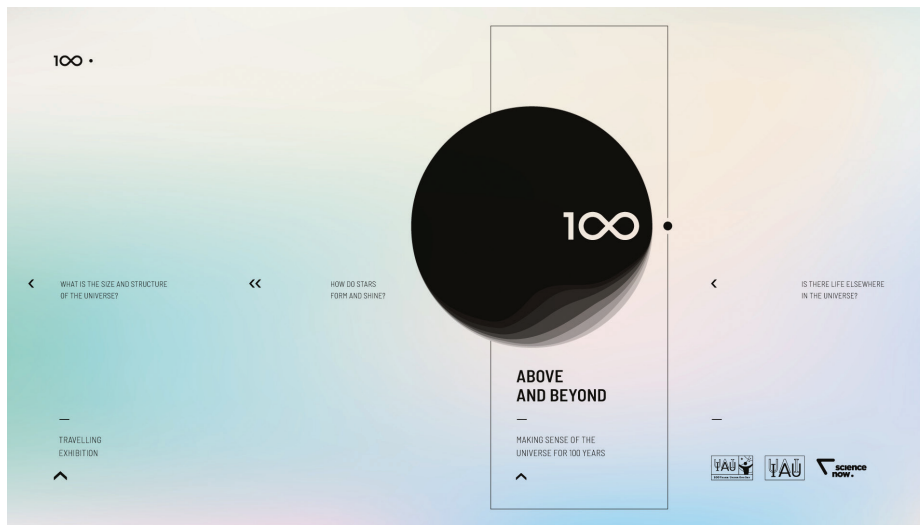 100
100
WHAT IS THE SIZE AND STRUCTURE
OF THE UNIVERSE?
HOW DO STARS
FORM AND SHINE?
IS THERE LIFE ELSEWHERE
IN THE UNIVERSE?
ABOVE
AND BEYOND
TRAVELLING
EXHIBITION
MAKING SENSE OF THE
UNIVERSE FOR 100 YEARS
IAU
IAU
science
now.